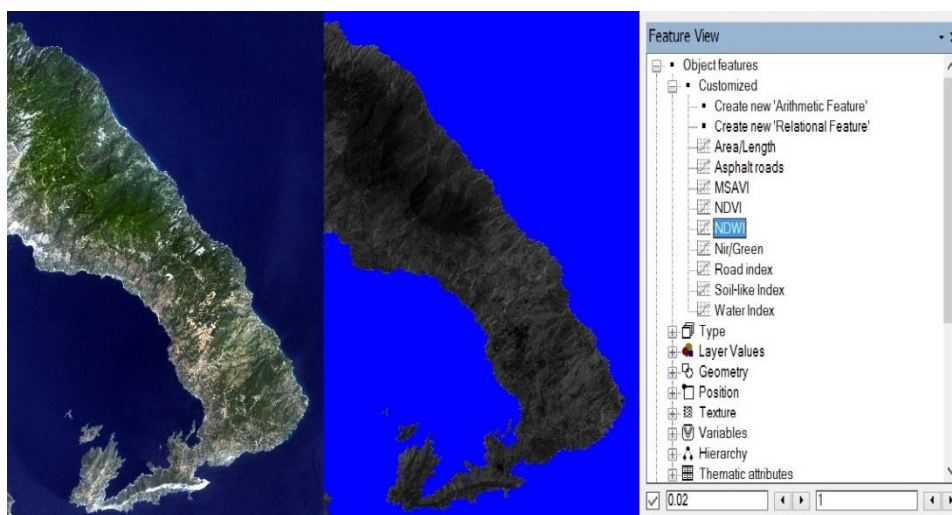 Feature View
Object features
Customized
Create new 'Arithmetic Feature'
Create new 'Relational Feature'
Area/Length
Asphalt roads
MSAVI
NDVI
NDWI
Nir/Green
Road index
Soil-like Index
Water Index
Type
Layer Values
Geometry
Position
Texture
Variables
Hierarchy
Thematic attributes
0.02 1